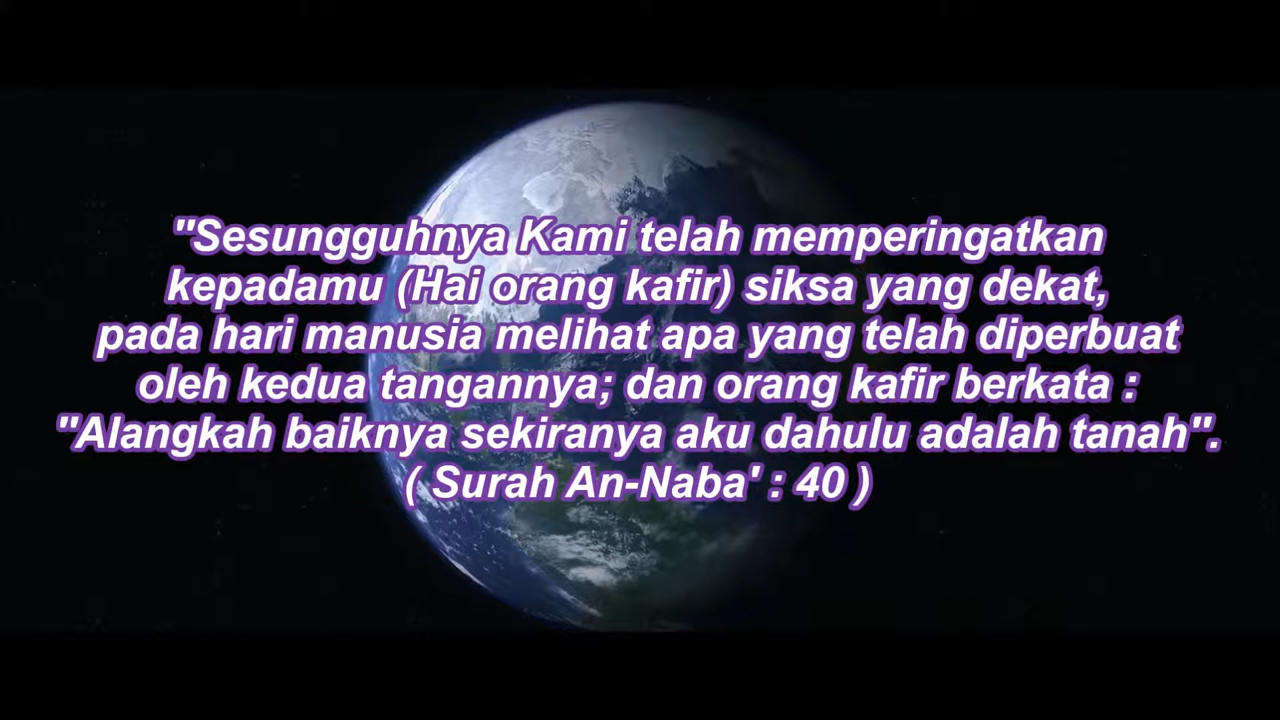 "Sesungguhnya Kami telah memperingatkan
kepadamu (Hai orang kafir) siksa yang dekat,
pada hari manusia melihat apa yang telah diperbuat
oleh kedua tangannya; dan orang kafir berkata :
"Alangkah baiknya sekiranya aku dahulu adalah tanah".
( Surah An-Naba' : 40 )